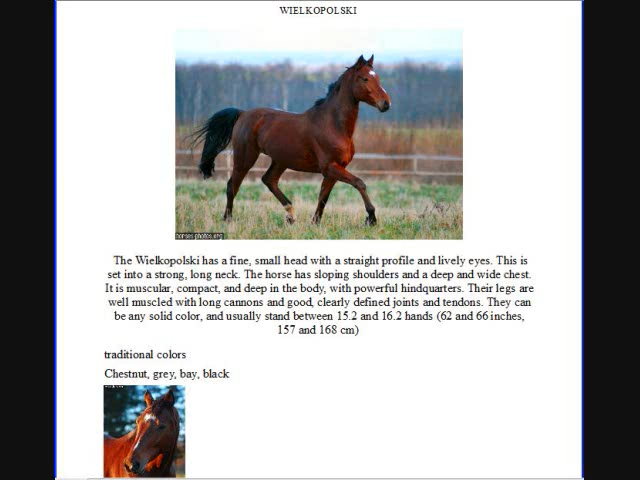 WIELKOPOLSKI
horses-photos.org
The Wielkopolski has a fine, small head with a straight profile and lively eyes. This is
set into a strong, long neck. The horse has sloping shoulders and a deep and wide chest.
It is muscular, compact, and deep in the body, with powerful hindquarters. Their legs are
well muscled with long cannons and good, clearly defined joints and tendons. They can
be any solid color, and usually stand between 15.2 and 16.2 hands (62 and 66 inches,
157 and 168 cm)
traditional colors
Chestnut, grey, bay, black